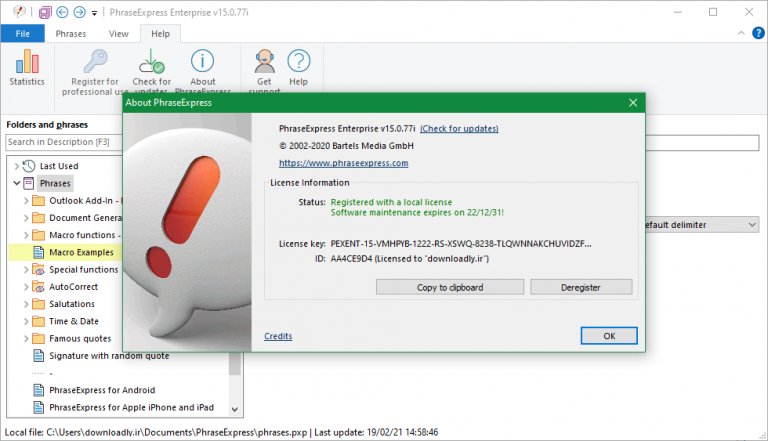 PhraseExpress Enterprise v15.0.77i
File Phrases View Help
Statistics
Register for professional use
Check for updates
About PhraseExpress
Get support
Help
Folders and phrases
Search in Description [F3]
Last Used
Phrases
Outlook Add-In -
Document Genera
Macro functions -
Macro Examples
Special functions
AutoCorrect
Salutations
Time & Date
Famous quotes
Signature with random quote
..... -
PhraseExpress for Android
PhraseExpress for Apple iPhone and iPad
efault delimiter
About PhraseExpress
PhraseExpress Enterprise v15.0.77i (Check for updates)
© 2002-2020 Bartels Media GmbH
https://www.phraseexpress.com
License Information
Status: Registered with a local license
Software maintenance expires on 22/12/31!
License key: PEXENT-15-VMHPYB-1222-RS-XSWQ-8238-TLQWNNAKCHUVIDZF...
ID: AA4CE9D4 (Licensed to "downloadly.ir")
Copy to clipboard Deregister
Credits OK
Local file: C:\Users\downloadly.ir\Documents\PhraseExpress\phrases.pxp | Last update: 19/02/21 14:58:46